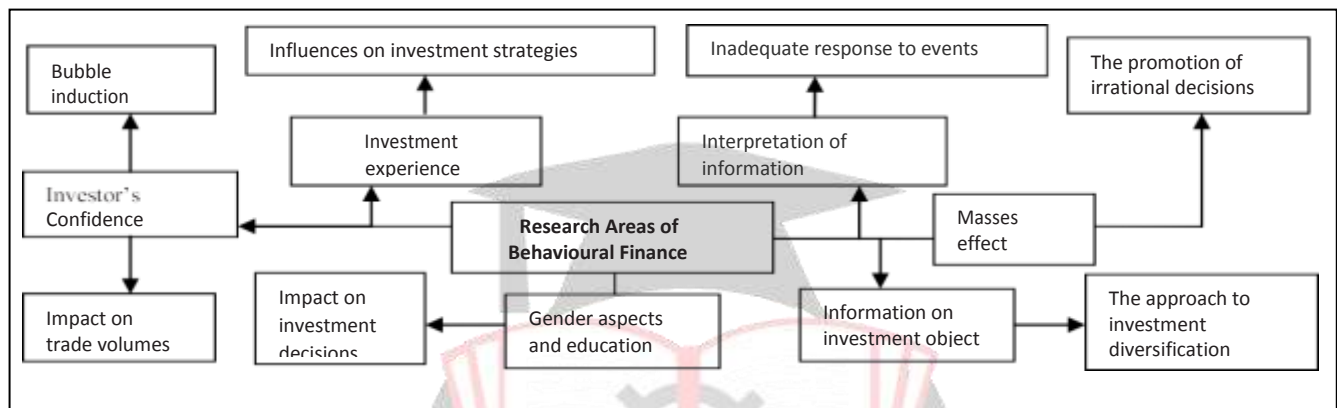 Influences on investment strategies
Inadequate response to events
The promotion of
irrational decisions
Bubble
induction
Investment
experience
Interpretation of
information
Investor's
Confidence
Research Areas of
Behavioural Finance
Masses
effect
Impact on
trade volumes
Impact on
investment
decisions
Gender aspects
and education
Information on
investment object
The approach to
investment
diversification